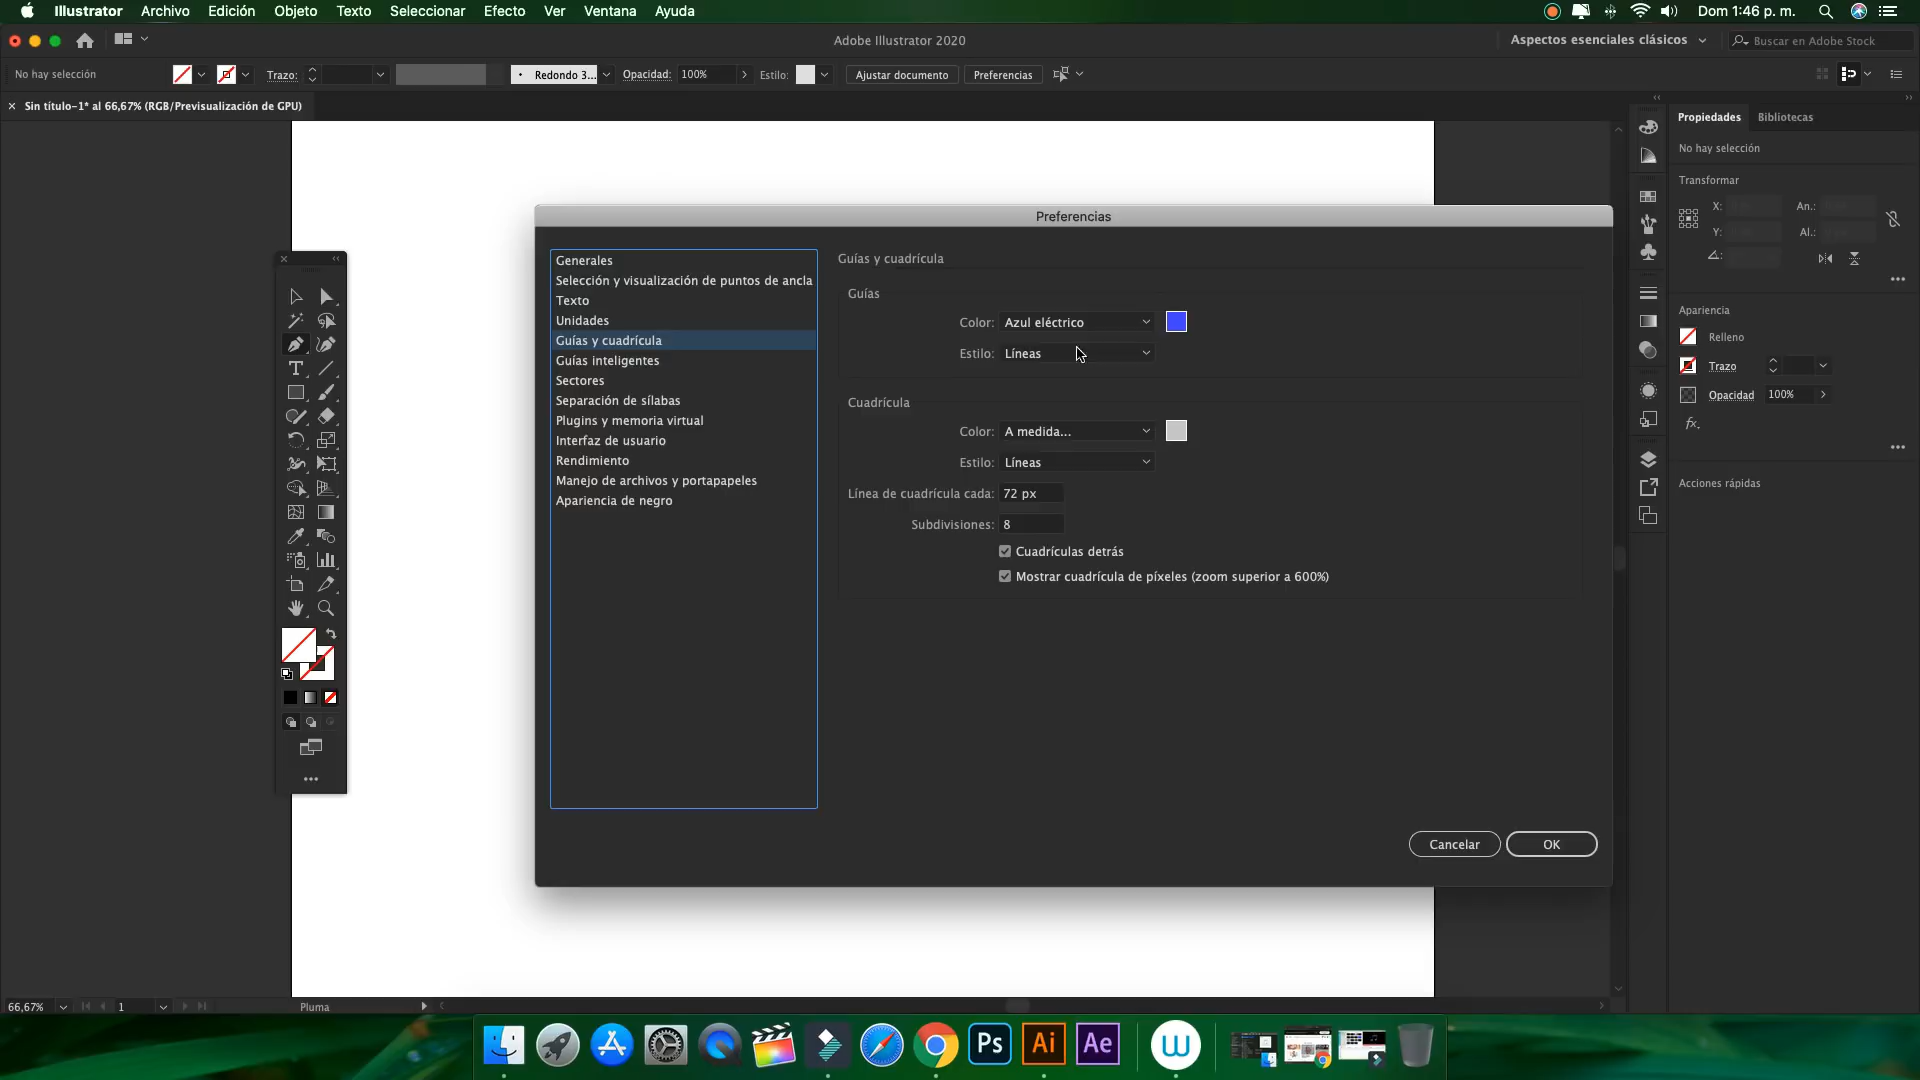 Illustrator Archivo Edición Objeto Texto Seleccionar Efecto Ver Ventana Ayuda Dom 1:46 p. m.
Adobe Illustrator 2020 Aspectos esenciales clásicos Buscar en Adobe Stock
No hay selección Trazo: Redondo 3... Opacidad: 100% Estilo: Ajustar documento Preferencias
Sin título-1* al 66,67% (RGB/Previsualización de GPU)
Propiedades Bibliotecas
No hay selección
Transformar
X: An.:
Y: Al.:
Apariencia
Relleno
Trazo
Opacidad 100%
fx.
Acciones rápidas
Preferencias
Generales
Selección y visualización de puntos de ancla
Texto
Unidades
Guías y cuadrícula
Guías inteligentes
Sectores
Separación de sílabas
Plugins y memoria virtual
Interfaz de usuario
Rendimiento
Manejo de archivos y portapapeles
Apariencia de negro
Guías y cuadrícula
Guías
Color: Azul eléctrico
Estilo: Líneas
Cuadrícula
Color: A medida...
Estilo: Líneas
Línea de cuadrícula cada: 72 px
Subdivisiones: 8
Cuadrículas detrás
Mostrar cuadrícula de píxeles (zoom superior a 600%)
Cancelar OK
66,67% 1 Pluma
Ps Ai Ae